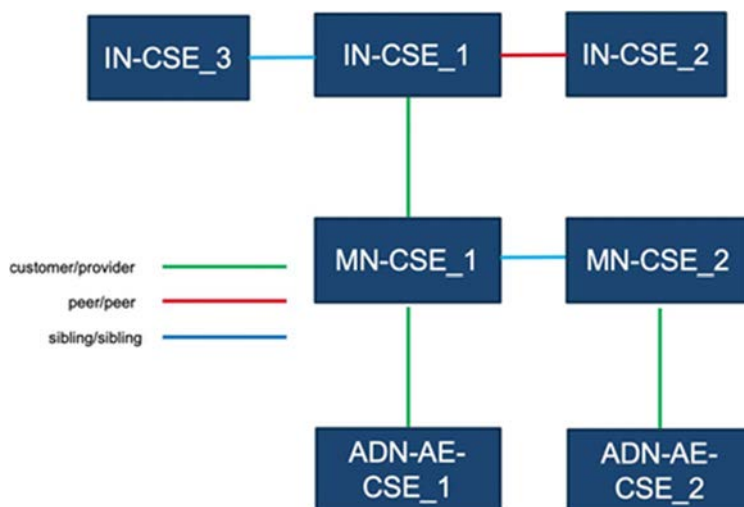 IN-CSE_3
IN-CSE_1
IN-CSE_2
MN-CSE_1
MN-CSE_2
customer/provider
peer/peer
sibling/sibling
ADN-AE-
CSE_1
ADN-AE-
CSE_2